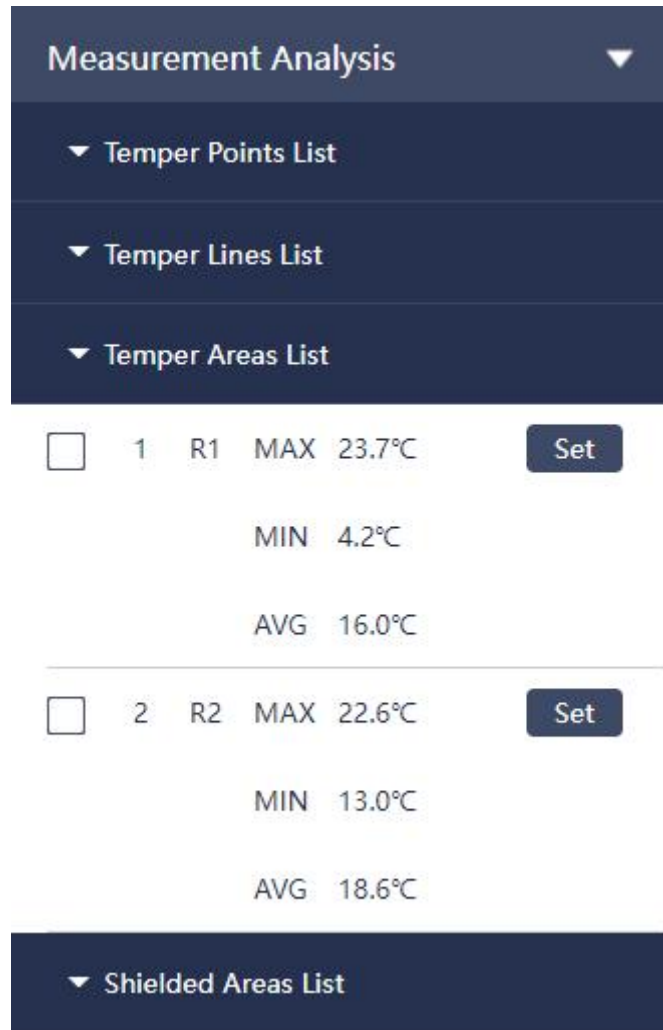 Measurement Analysis
Temper Points List
Temper Lines List
Temper Areas List
1 R1 MAX 23.7℃ Set
MIN 4.2℃
AVG 16.0℃
2 R2 MAX 22.6℃ Set
MIN 13.0℃
AVG 18.6℃
Shielded Areas List